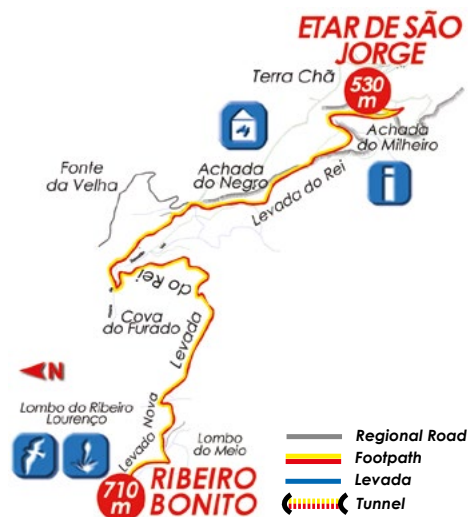 ETAR DE SÃO
JORGE
Terra Chã
530
m
Achada
do Milheiro
Achada
do Negro
Levada do Rei
Fonte
da Velha
i
do Rei
Cova
do Furado
Levada
N
Lombo do Ribeiro
Lourenço
Levado Nova
Lombo
do Meio
710
m
RIBEIRO
BONITO
Regional Road
Footpath
Levada
Tunnel